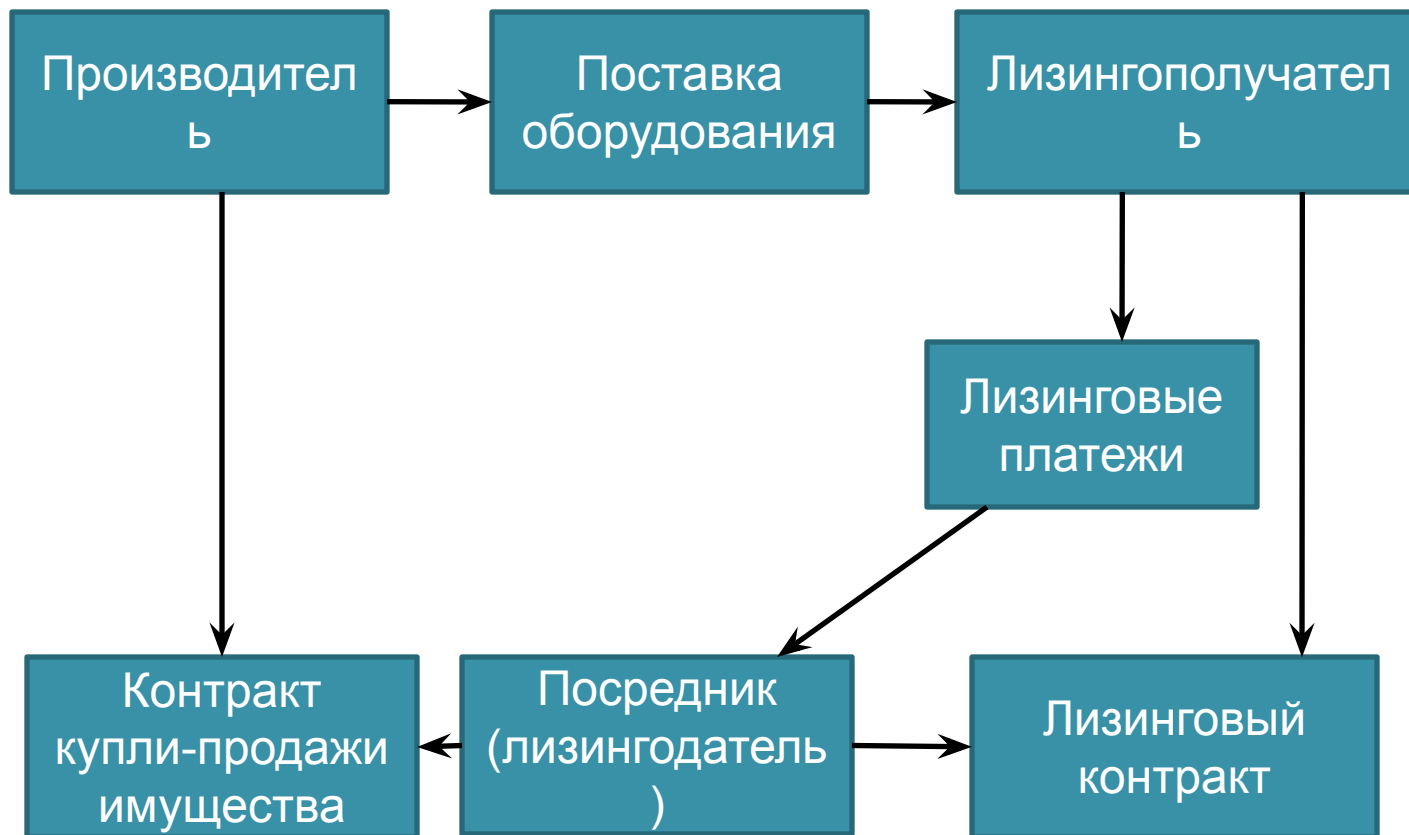 Производител
ь
Поставка
оборудования
Лизингополучател
ь
Лизинговые
платежи
Контракт
купли-продажи
имущества
Посредник
(лизингодатель
)
Лизинговый
контракт